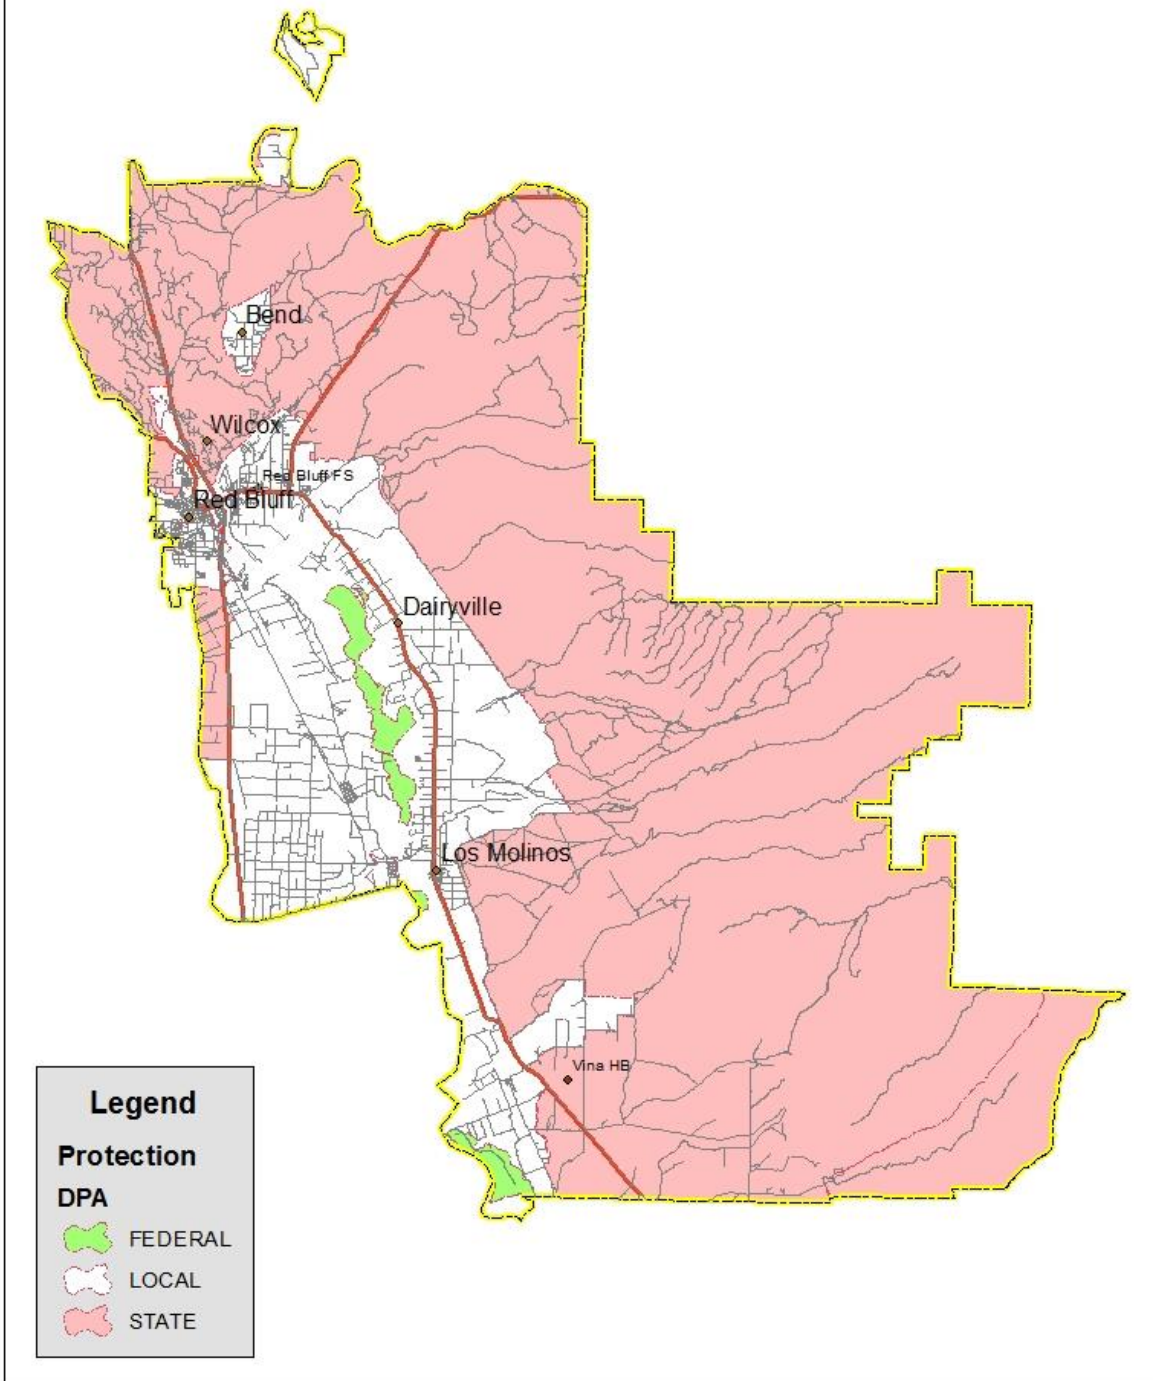 Bend
Wilcox
Red Bluff FS
Red Bluff
Dairyville
Los Molinos
Vina HB
Legend
Protection
DPA
FEDERAL
LOCAL
STATE